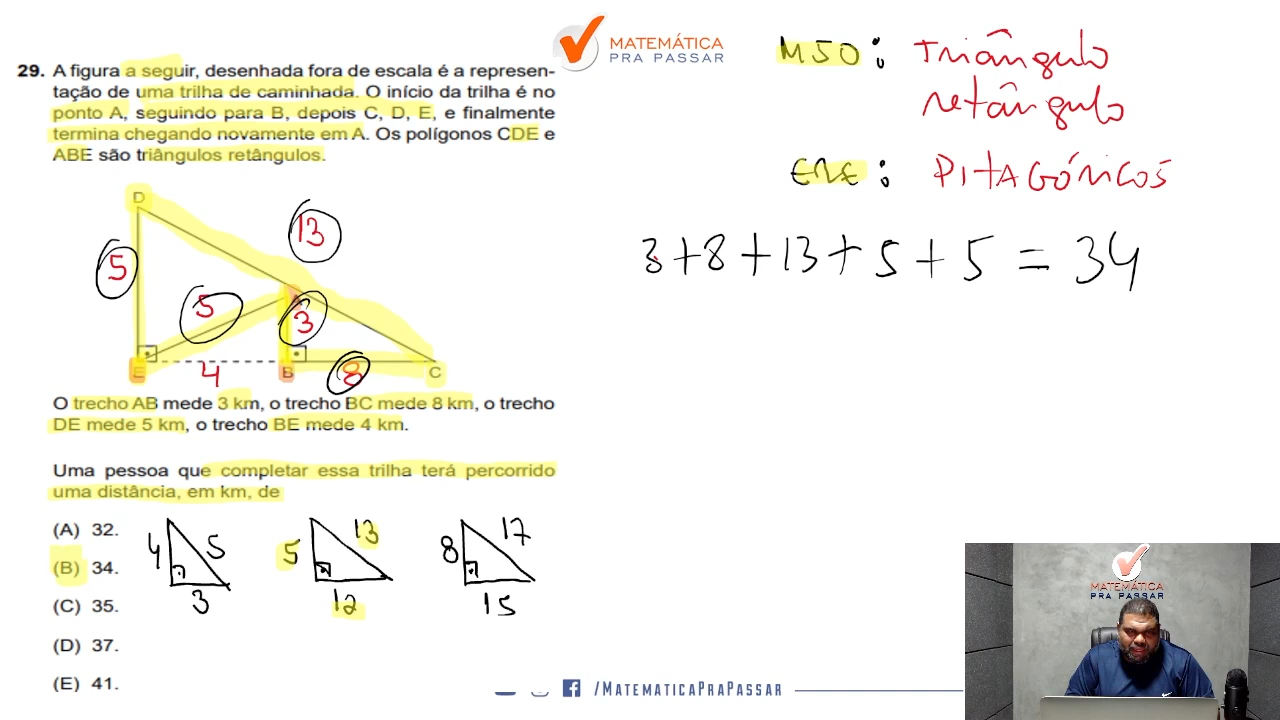 MATEMÁTICA
PRA PASSAR
M50: triângulo
retângulo
ENE: PITAGÓRICOS
29. A figura a seguir, desenhada fora de escala é a represen-
tação de uma trilha de caminhada. O início da trilha é no
ponto A, seguindo para B, depois C, D, E, e finalmente
termina chegando novamente em A. Os polígonos CDE e
ABE são triângulos retângulos.
D
13
5
5
A
3
E
4
B
8
C
3+8+13+5+5=34
O trecho AB mede 3 km, o trecho BC mede 8 km, o trecho
DE mede 5 km, o trecho BE mede 4 km.
Uma pessoa que completar essa trilha terá percorrido
uma distância, em km, de
(A) 32.
(B) 34.
(C) 35.
(D) 37.
(E) 41.
4 5
3
5 13
12
8 17
15
MATEMÁTICA
PRA PASSAR
/MATEMATICAPRAPASSAR